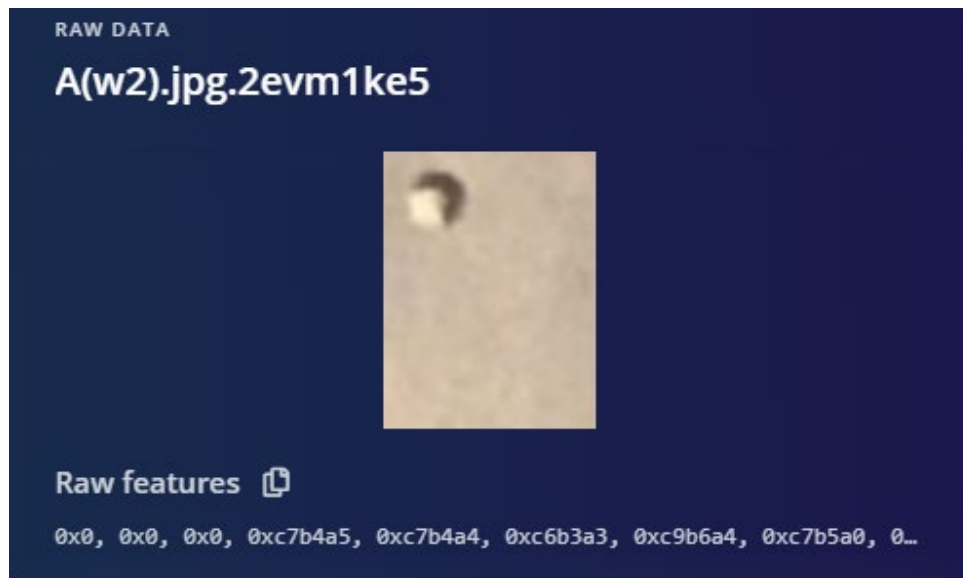 RAW DATA
A(w2).jpg.2evm1ke5
Raw features
0x0, 0x0, 0x0, 0xc7b4a5, 0xc7b4a4, 0xc6b3a3, 0xc9b6a4, 0xc7b5a0, 0…